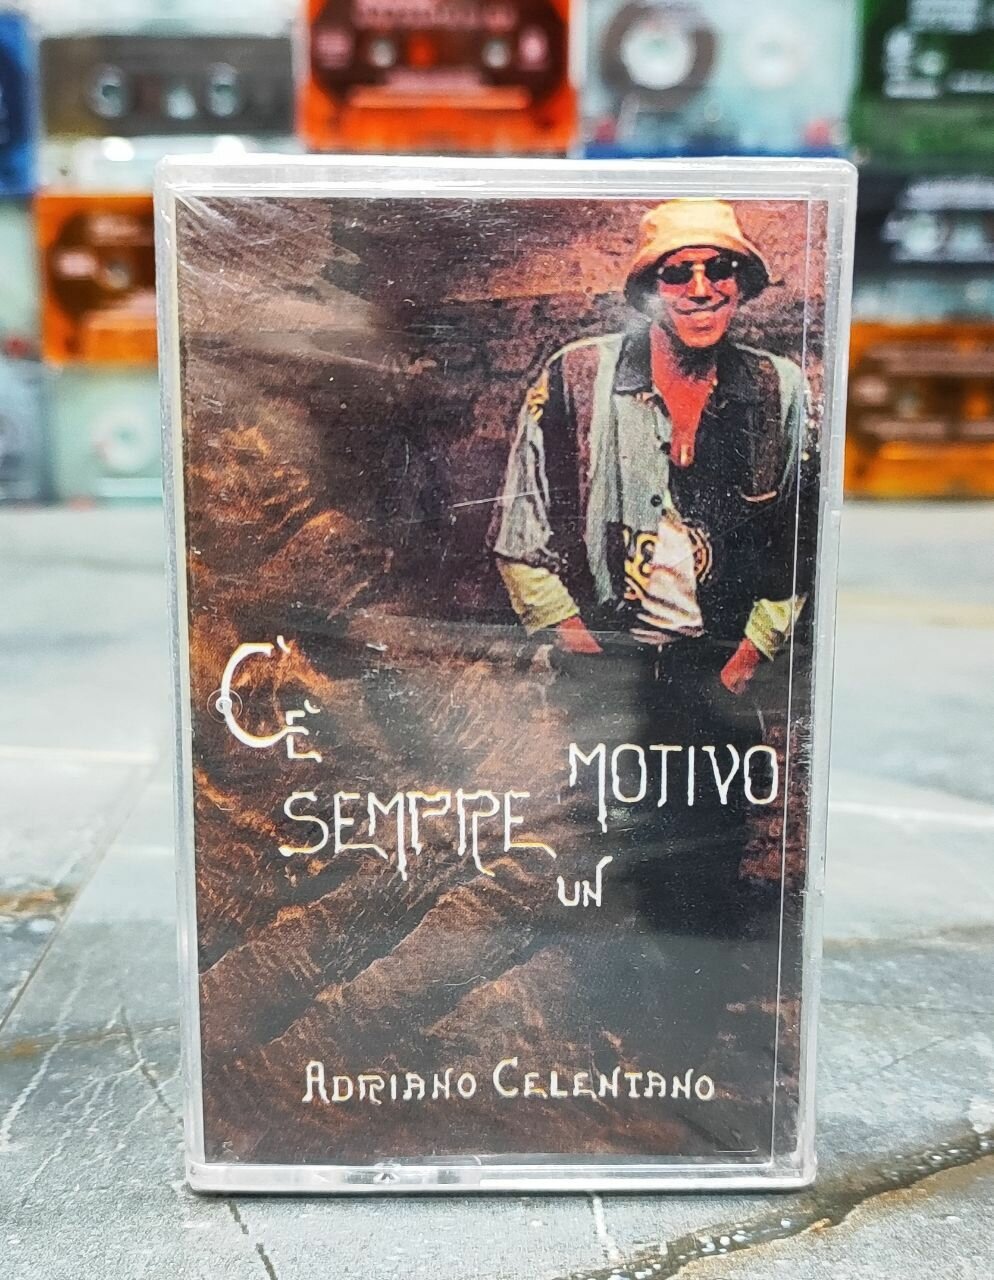 C'È
SEMPRE
UN
MOTIVO
ADRIANO CELENTANO